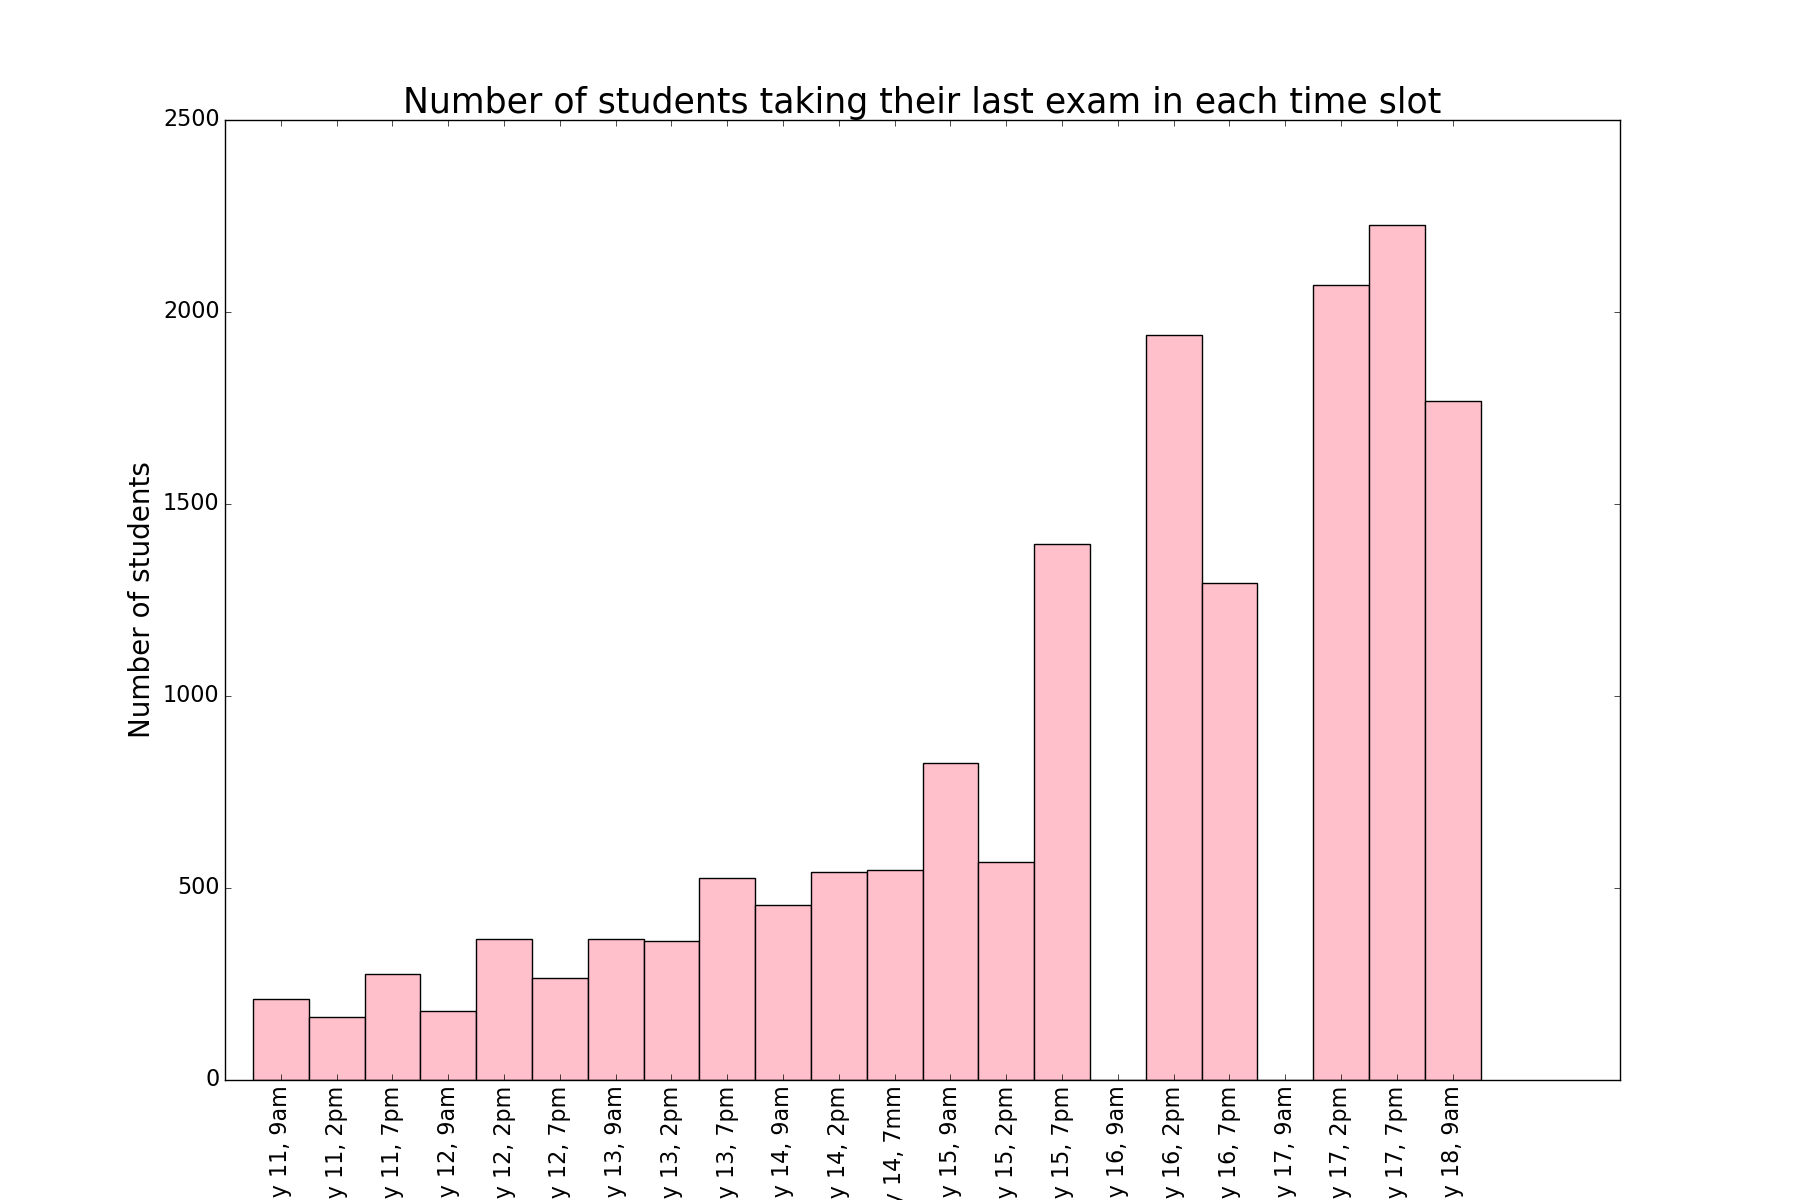 Number of students taking their last exam in each time slot
Number of students
2500
2000
1500
1000
500
0
y 11, 9am
y 11, 2pm
y 11, 7pm
y 12, 9am
y 12, 2pm
y 12, 7pm
y 13, 9am
y 13, 2pm
y 13, 7pm
y 14, 9am
y 14, 2pm
y 14, 7mm
y 15, 9am
y 15, 2pm
y 15, 7pm
y 16, 9am
y 16, 2pm
y 16, 7pm
y 17, 9am
y 17, 2pm
y 17, 7pm
y 18, 9am